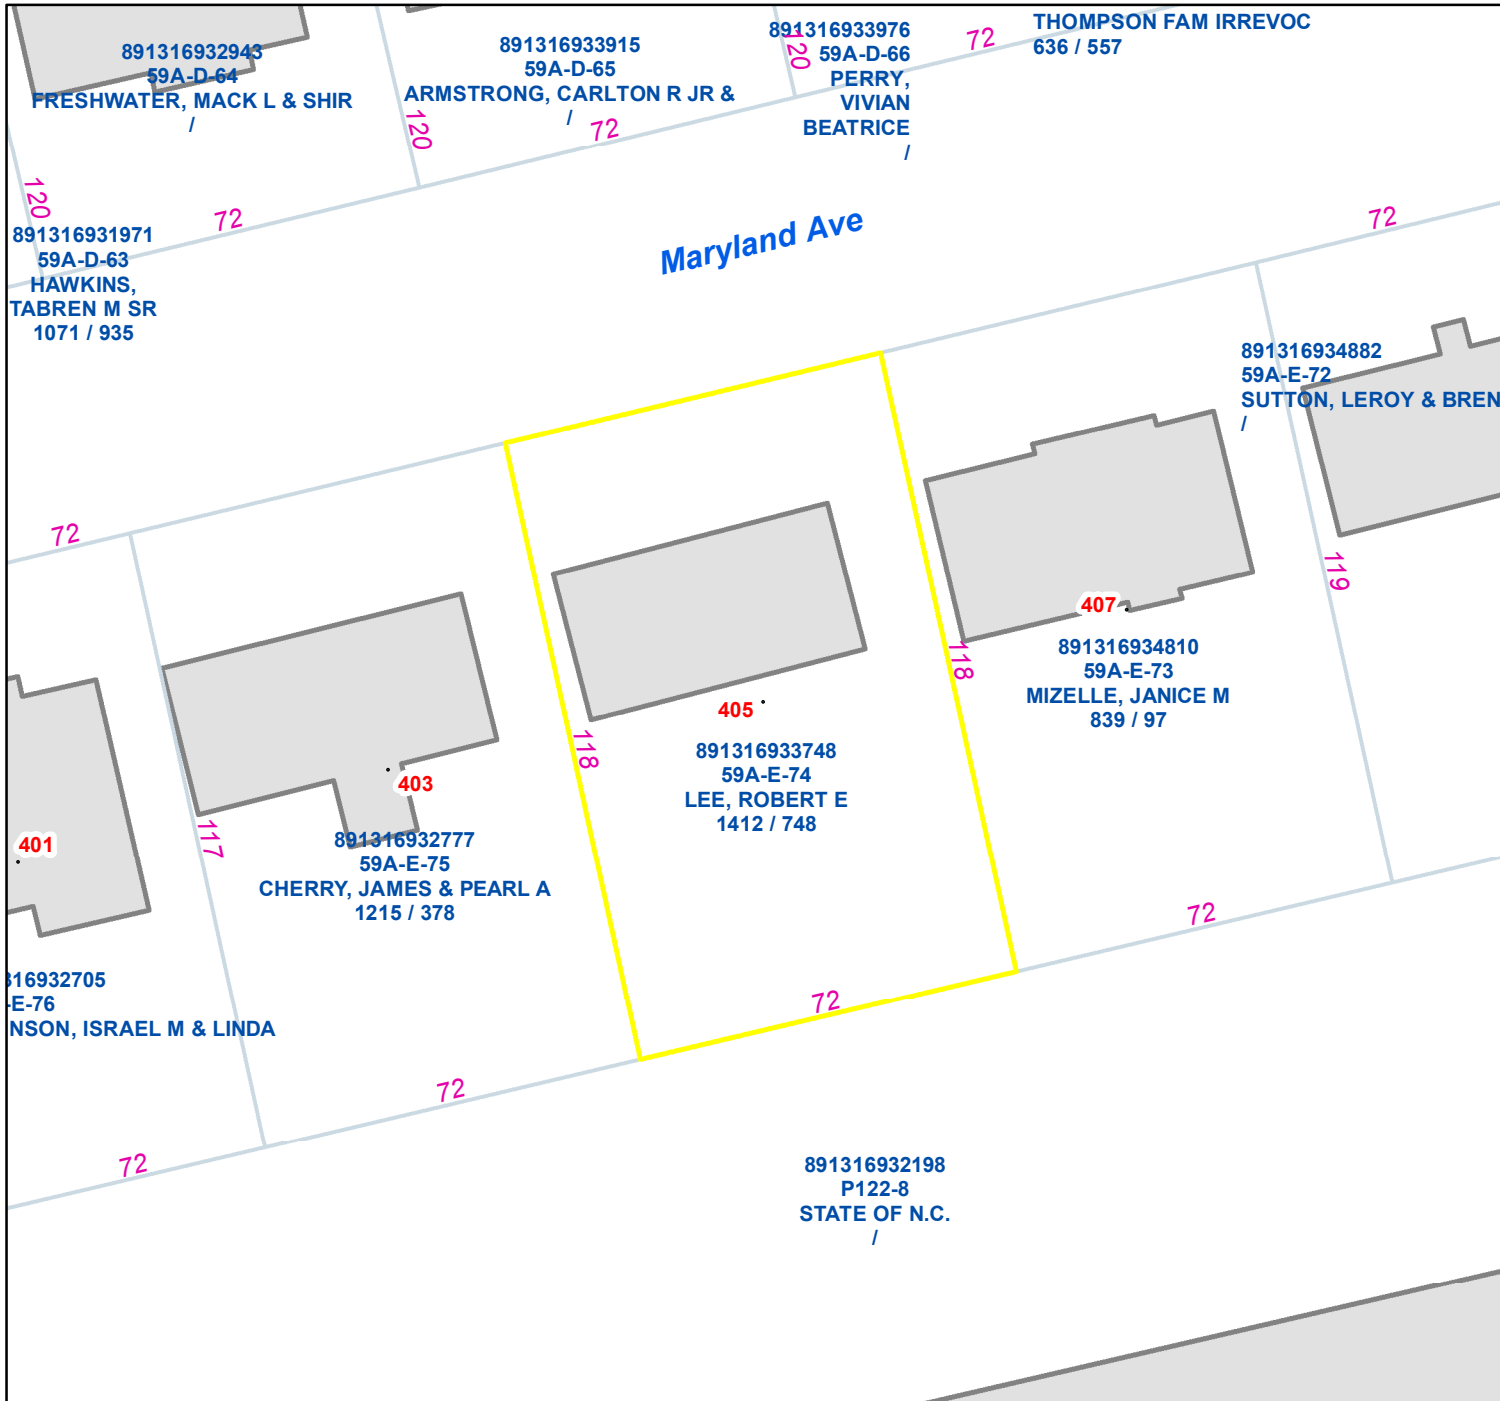 891316932943
59A-D-64
FRESHWATER, MACK L & SHIR
/
891316933915
59A-D-65
ARMSTRONG, CARLTON R JR &
/
891316933976
59A-D-66
PERRY,
VIVIAN
BEATRICE
/
THOMPSON FAM IRREVOC
636 / 557
120
120
120
72
72
72
891316931971
59A-D-63
HAWKINS,
TABREN M SR
1071 / 935
Maryland Ave
72
72
891316934882
59A-E-72
SUTTON, LEROY & BREN
/
119
407
891316934810
59A-E-73
MIZELLE, JANICE M
839 / 97
118
405
891316933748
59A-E-74
LEE, ROBERT E
1412 / 748
118
403
891316932777
59A-E-75
CHERRY, JAMES & PEARL A
1215 / 378
117
401
316932705
-E-76
NSON, ISRAEL M & LINDA
72
72
72
72
891316932198
P122-8
STATE OF N.C.
/